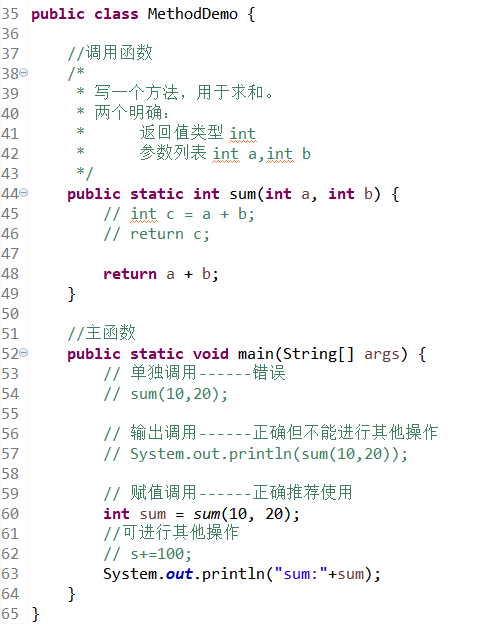 35 public class MethodDemo {
36
37     //调用函数
38     /*
39      * 写一个方法，用于求和。
40      * 两个明确：
41      *      返回值类型 int
42      *      参数列表 int a,int b
43      */
44     public static int sum(int a, int b) {
45         // int c = a + b;
46         // return c;
47
48         return a + b;
49     }
50
51     //主函数
52     public static void main(String[] args) {
53         // 单独调用------错误
54         // sum(10,20);
55
56         // 输出调用------正确但不能进行其他操作
57         // System.out.println(sum(10,20));
58
59         // 赋值调用------正确推荐使用
60         int sum = sum(10, 20);
61         //可进行其他操作
62         // s+=100;
63         System.out.println("sum:"+sum);
64     }
65 }